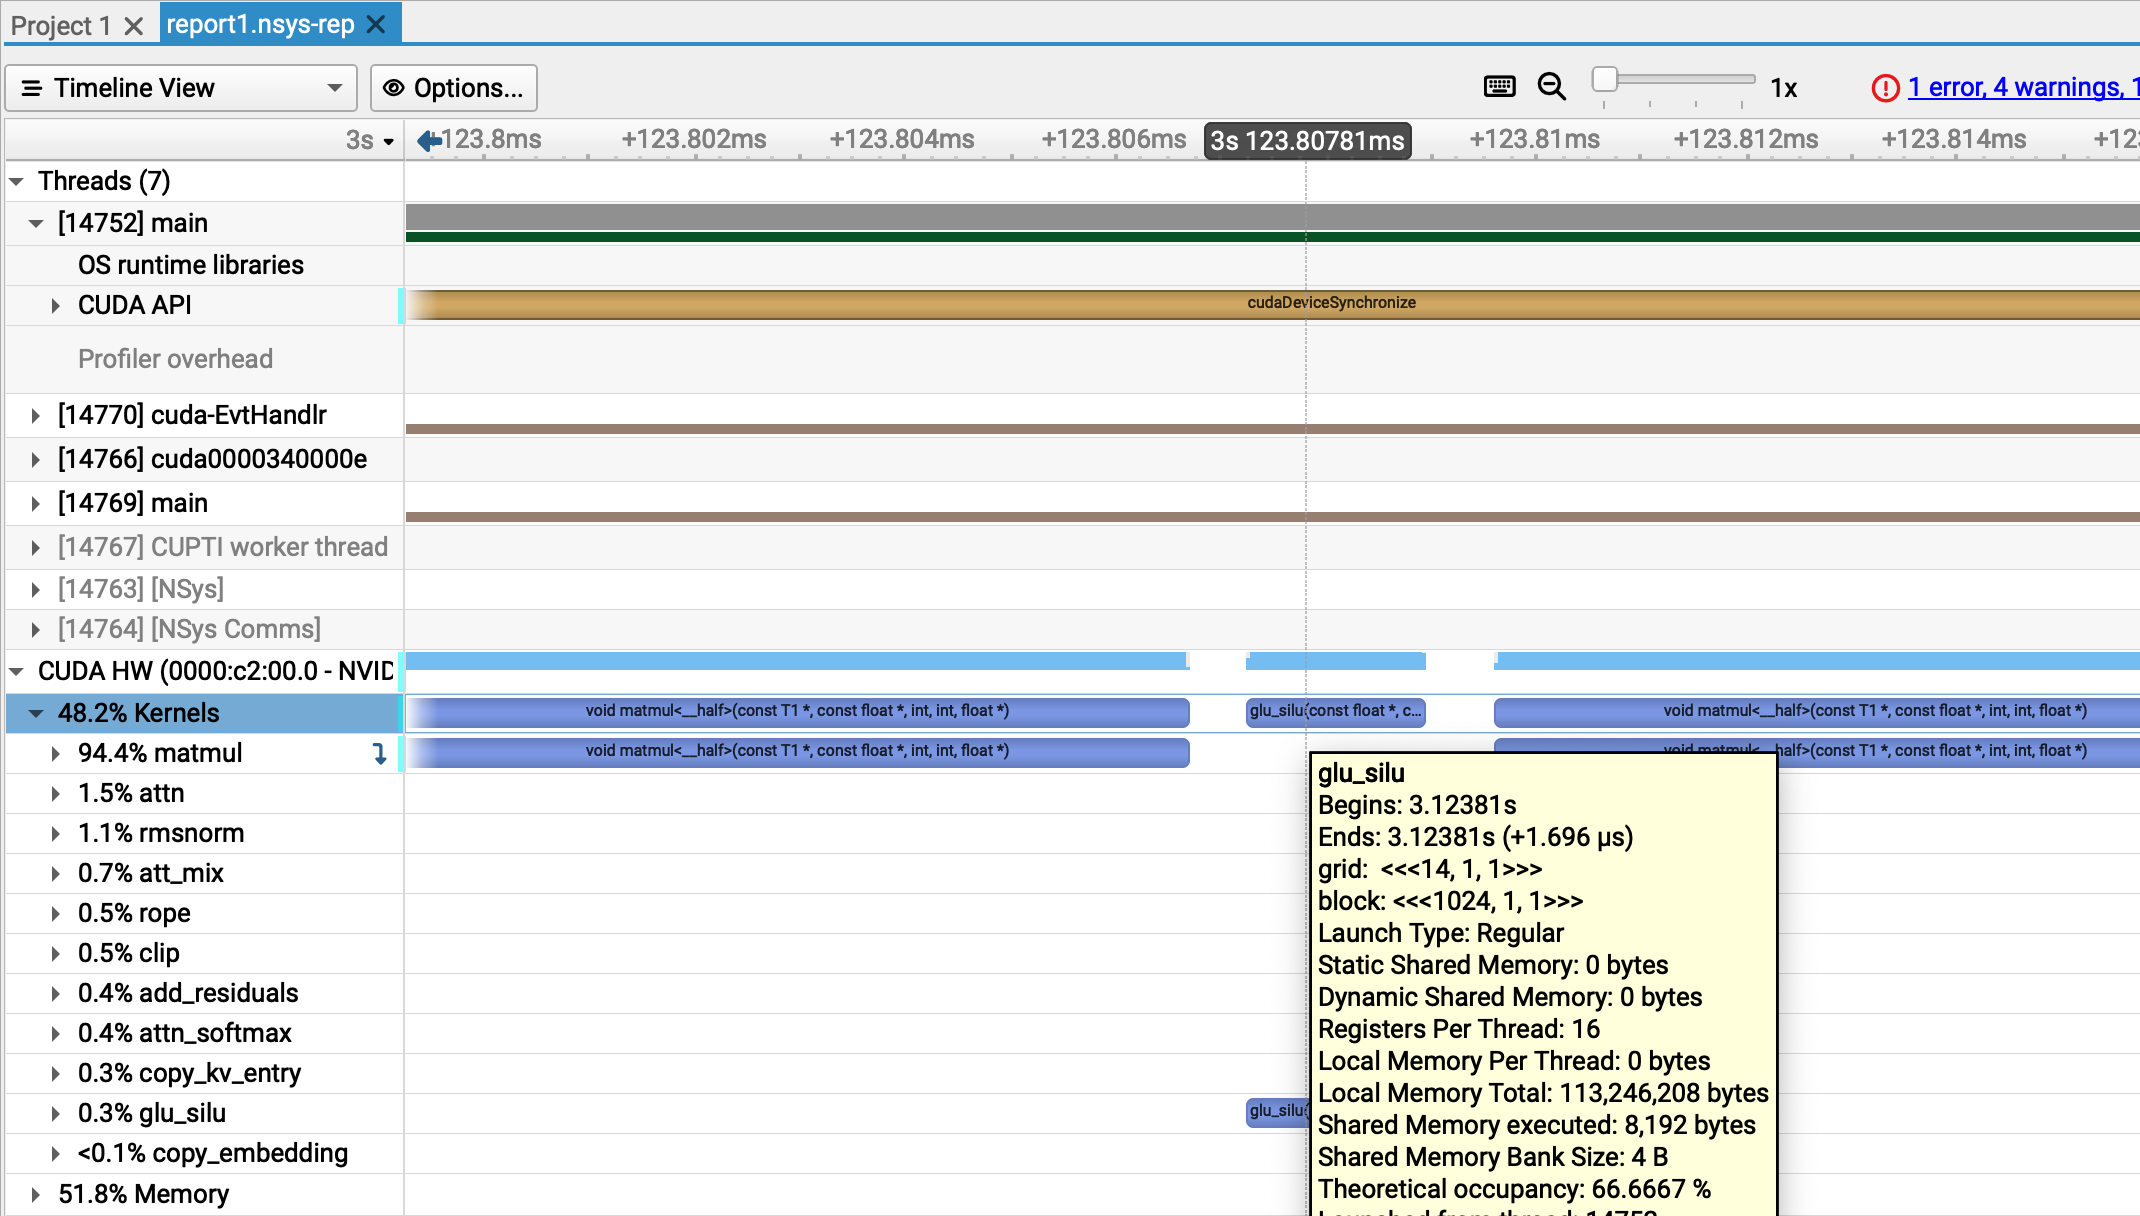 Project 1
report1.nsys-rep
Timeline View
Options...
1x
1 error, 4 warnings, 1
3s
+123.8ms
+123.802ms
+123.804ms
+123.806ms
3s 123.80781ms
+123.81ms
+123.812ms
+123.814ms
+123
Threads (7)
[14752] main
OS runtime libraries
CUDA API
cudaDeviceSynchronize
Profiler overhead
[14770] cuda-EvtHandlr
[14766] cuda0000340000e
[14769] main
[14767] CUPTI worker thread
[14763] [NSys]
[14764] [NSys Comms]
CUDA HW (0000:c2:00.0 - NVID
48.2% Kernels
void matmul<__half>(const T1 *, const float *, int, int, float *)
glu_silu(const float *, c...
void matmul<__half>(const T1 *, const float *, int, int, float *)
94.4% matmul
void matmul<__half>(const T1 *, const float *, int, int, float *)
void matmul<__half>(const T1 *, const float *, int, int, float *)
1.5% attn
1.1% rmsnorm
0.7% att_mix
0.5% rope
0.5% clip
0.4% add_residuals
0.4% attn_softmax
0.3% copy_kv_entry
0.3% glu_silu
glu_silu(
<0.1% copy_embedding
51.8% Memory
glu_silu
Begins: 3.12381s
Ends: 3.12381s (+1.696 μs)
grid: <<<14, 1, 1>>>
block: <<<1024, 1, 1>>>
Launch Type: Regular
Static Shared Memory: 0 bytes
Dynamic Shared Memory: 0 bytes
Registers Per Thread: 16
Local Memory Per Thread: 0 bytes
Local Memory Total: 113,246,208 bytes
Shared Memory executed: 8,192 bytes
Shared Memory Bank Size: 4 B
Theoretical occupancy: 66.6667 %
Launched from thread: 14752